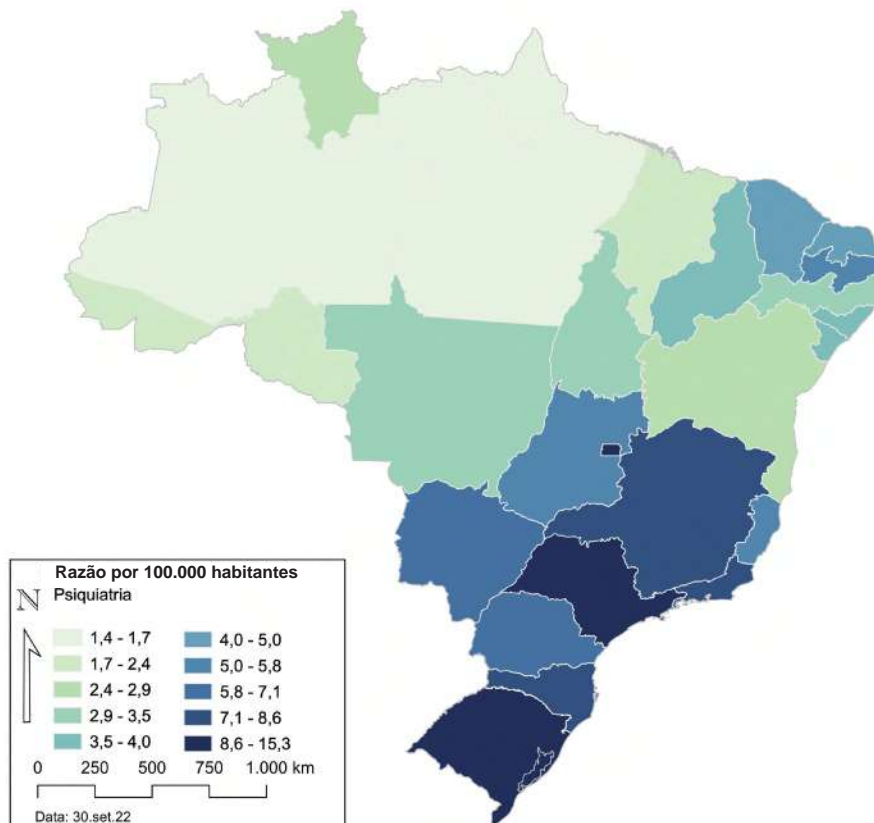 Razão por 100.000 habitantes
N Psiquiatria
1,4 - 1,7
1,7 - 2,4
2,4 - 2,9
2,9 - 3,5
3,5 - 4,0
4,0 - 5,0
5,0 - 5,8
5,8 - 7,1
7,1 - 8,6
8,6 - 15,3
0 250 500 750 1.000 km
Data: 30.set.22